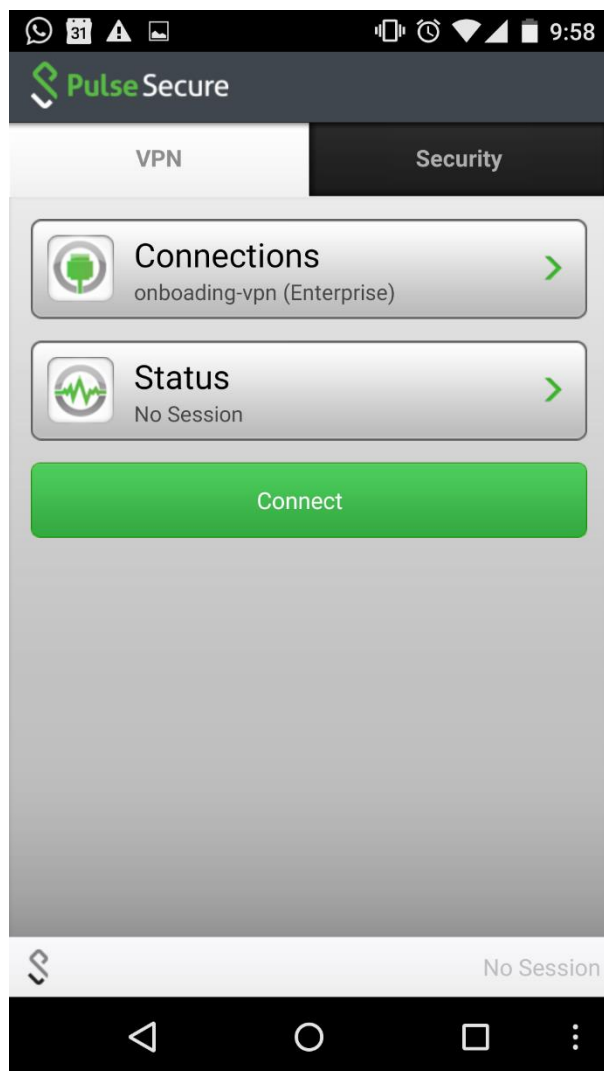 31
9:58
Pulse Secure
VPN
Security
Connections
onboading-vpn (Enterprise)
Status
No Session
Connect
No Session